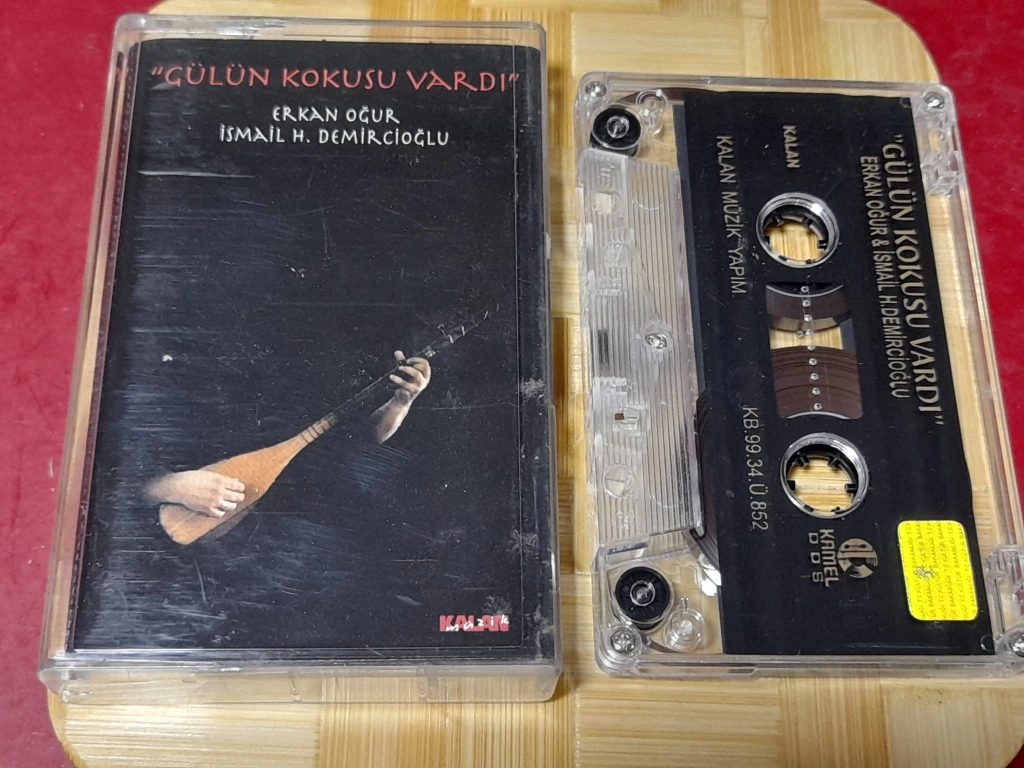 "GÜLÜN KOKUSU VARDI"
ERKAN OĞUR
İSMAİL H. DEMİRCİOĞLU
KALAN
müzik
"GÜLÜN KOKUSU VARDI"
ERKAN OĞUR & İSMAİL H.DEMİRCİOĞLU
KALAN
KALAN MÜZİK YAPIM
KB.99.34.Ü.852
KAMEL
DDS